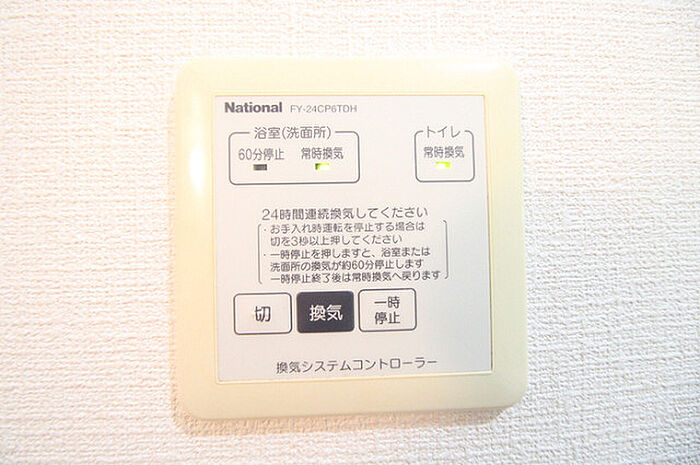 National FY-24CP6TDH
浴室(洗面所)
60分停止 常時換気
トイレ
常時換気
24時間連続換気してください
・お手入れ時運転を停止する場合は
切を3秒以上押してください
・一時停止を押しますと、浴室または
洗面所の換気が約60分停止します
一時停止終了後は常時換気へ戻ります
切
換気
一時
停止
換気システムコントローラー